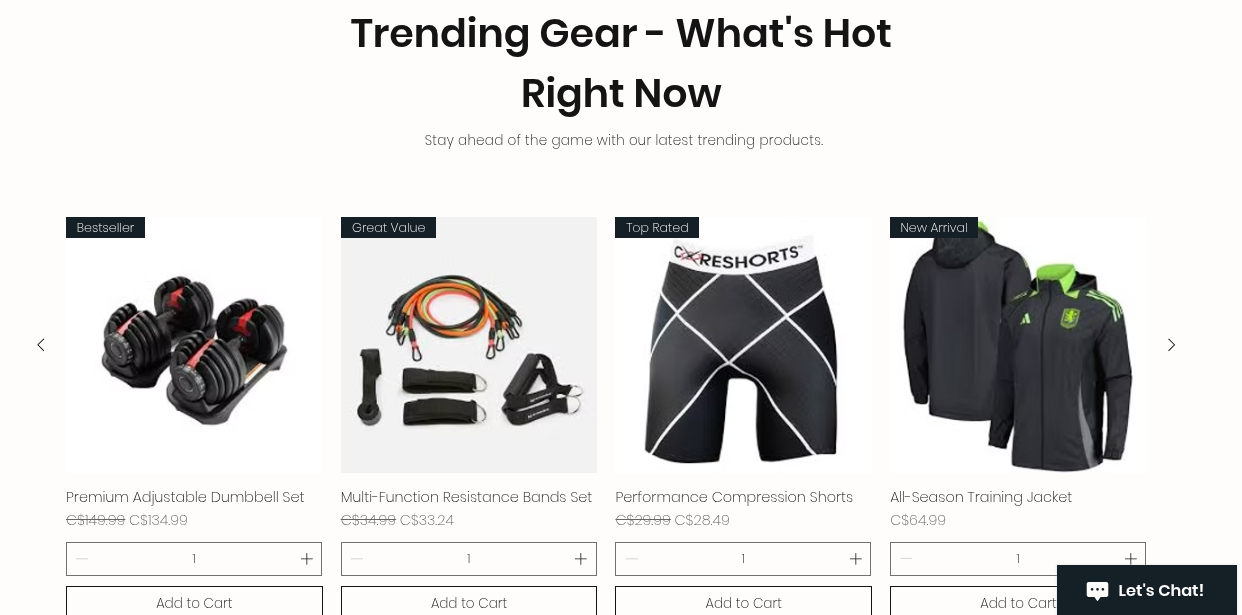 Trending Gear - What's Hot
Right Now
Stay ahead of the game with our latest trending products.
Bestseller
Great Value
Top Rated
New Arrival
RESHORTS™
Premium Adjustable Dumbbell Set
Multi-Function Resistance Bands Set
Performance Compression Shorts
All-Season Training Jacket
C$149.99 C$134.99
C$34.99 C$33.24
C$29.99 C$28.49
C$64.99
1
1
1
1
Add to Cart
Add to Cart
Add to Cart
Add to Cart
Let's Chat!